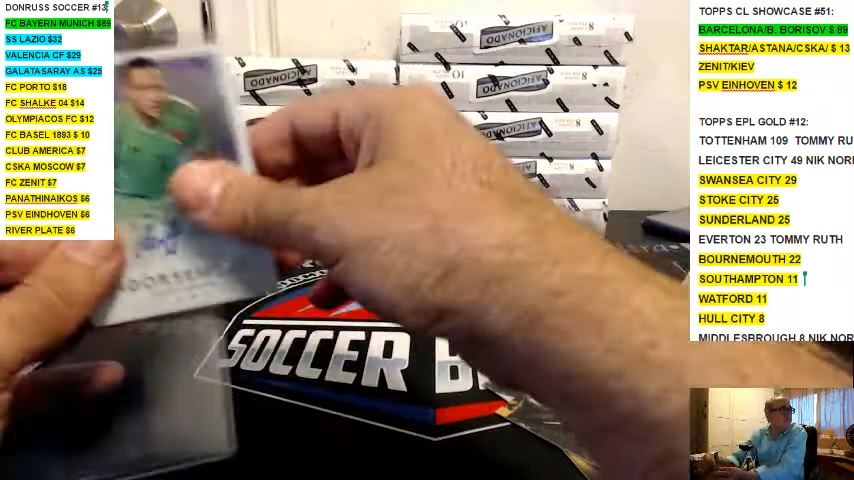 DONRUSS SOCCER #13
FC BAYERN MUNICH $89
SS LAZIO $32
VALENCIA CF $29
GALATASARAY AS $25
FC PORTO $18
FC SHALKE 04 $14
OLYMPIACOS FC $12
FC BASEL 1893 $ 10
CLUB AMERICA $7
CSKA MOSCOW $7
FC ZENIT $7
PANATHINAIKOS $6
PSV EINDHOVEN $6
RIVER PLATE $6
AFICIONADO
AFICIONADO
AFICIONADO
AFICIONADO
AFICIONADO
SOCCER B
TOPPS CL SHOWCASE #51:
BARCELONA/B. BORISOV $ 89
SHAKTAR/ASTANA/CSKA/ $ 13
ZENIT/KIEV
PSV EINHOVEN $ 12
TOPPS EPL GOLD #12:
TOTTENHAM 109 TOMMY RU
LEICESTER CITY 49 NIK NORI
SWANSEA CITY 29
STOKE CITY 25
SUNDERLAND 25
EVERTON 23 TOMMY RUTH
BOURNEMOUTH 22
SOUTHAMPTON 11
WATFORD 11
HULL CITY 8
MIDDLESBROUGH 8 NIK NOR